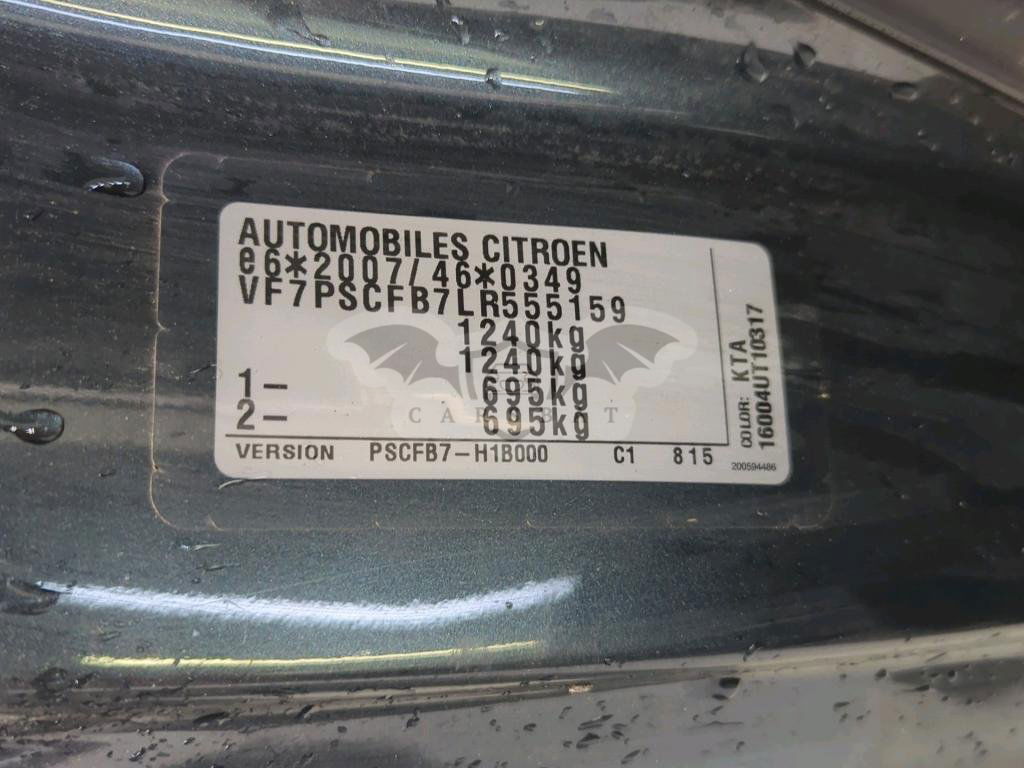 AUTOMOBILES CITROEN
e6*2007/46*0349
VF7PSCFB7LR555159
1240kg
1240kg
1- 695kg
2- 695kg
VERSION PSCFB7-H1B000 C1 815
COLOR: KTA
16004UT10317
200594486